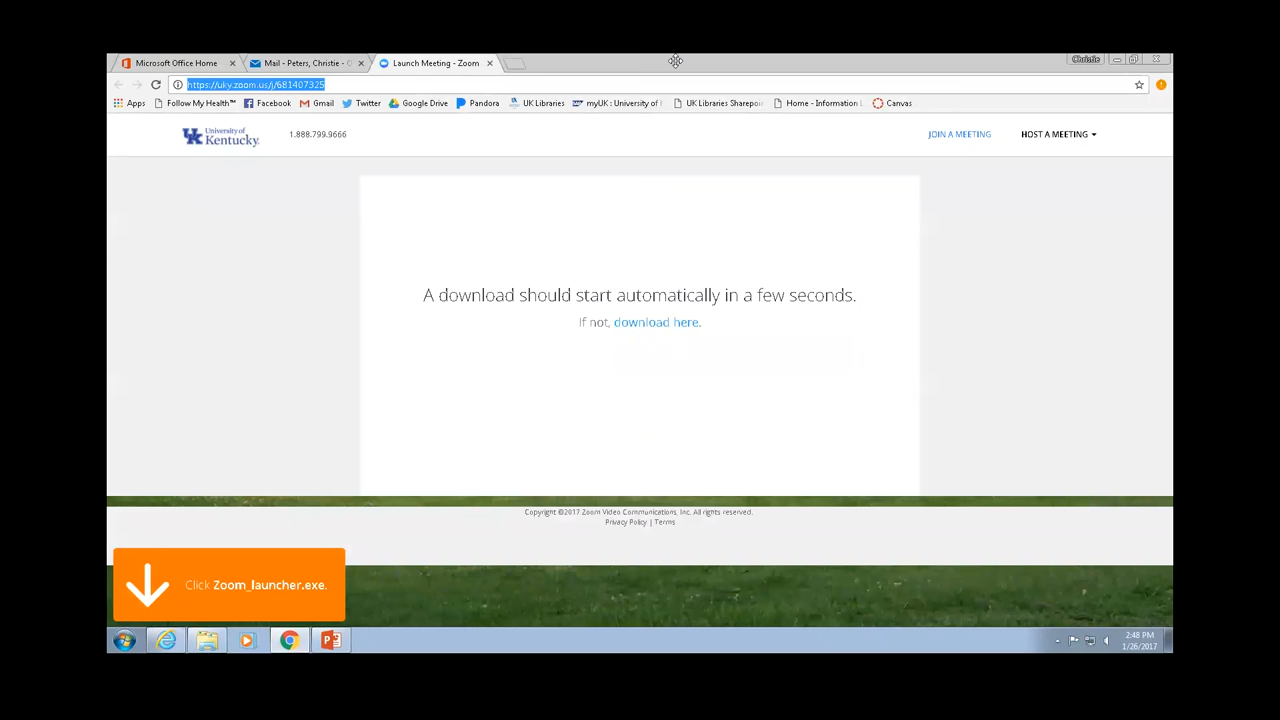 Microsoft Office Home
Mail - Peters, Christie - O
Launch Meeting - Zoom
Christie
https://uky.zoom.us/j/681407325
Apps
Follow My Health™
Facebook
Gmail
Twitter
Google Drive
Pandora
UK Libraries
myUK : University of
UK Libraries Sharepoi
Home - Information
Canvas
University of
Kentucky
1.888.799.9666
JOIN A MEETING
HOST A MEETING
A download should start automatically in a few seconds.
If not, download here.
Copyright ©2017 Zoom Video Communications, Inc. All rights reserved.
Privacy Policy | Terms
Click Zoom_launcher.exe.
2:48 PM
1/26/2017